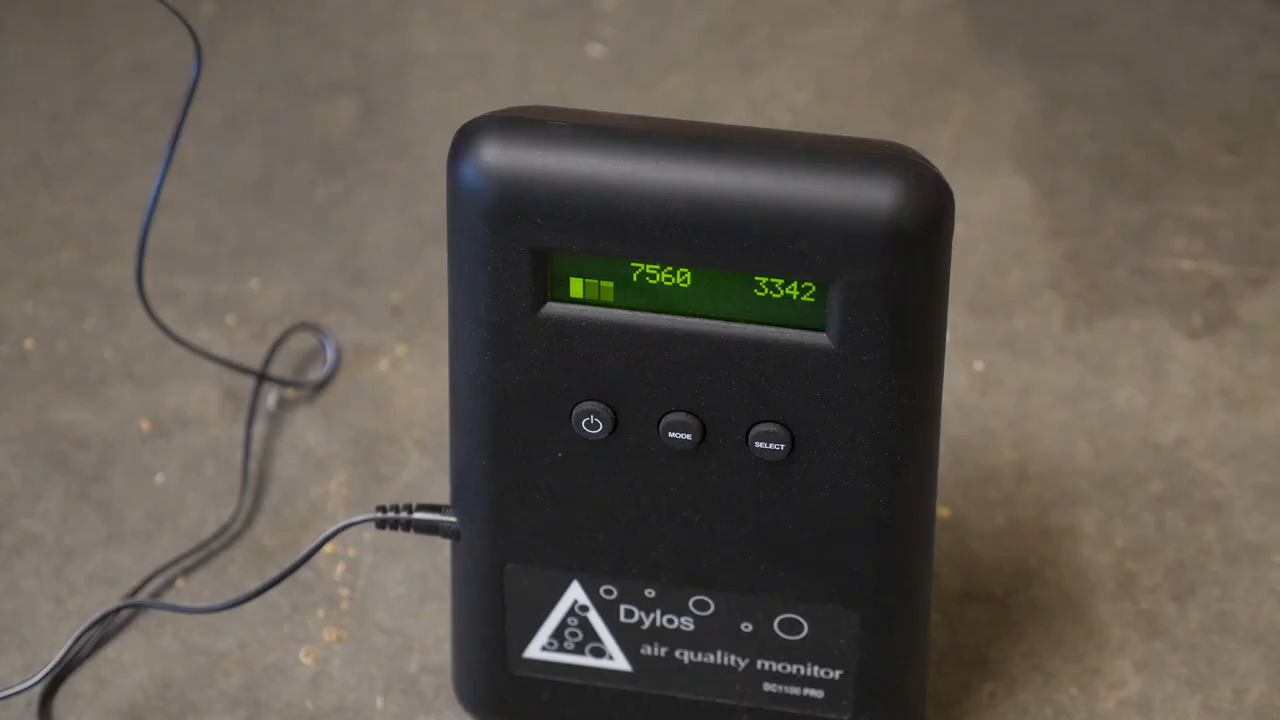 7560 3342
MODE SELECT
Dylos
air quality monitor
DC1100 PRO